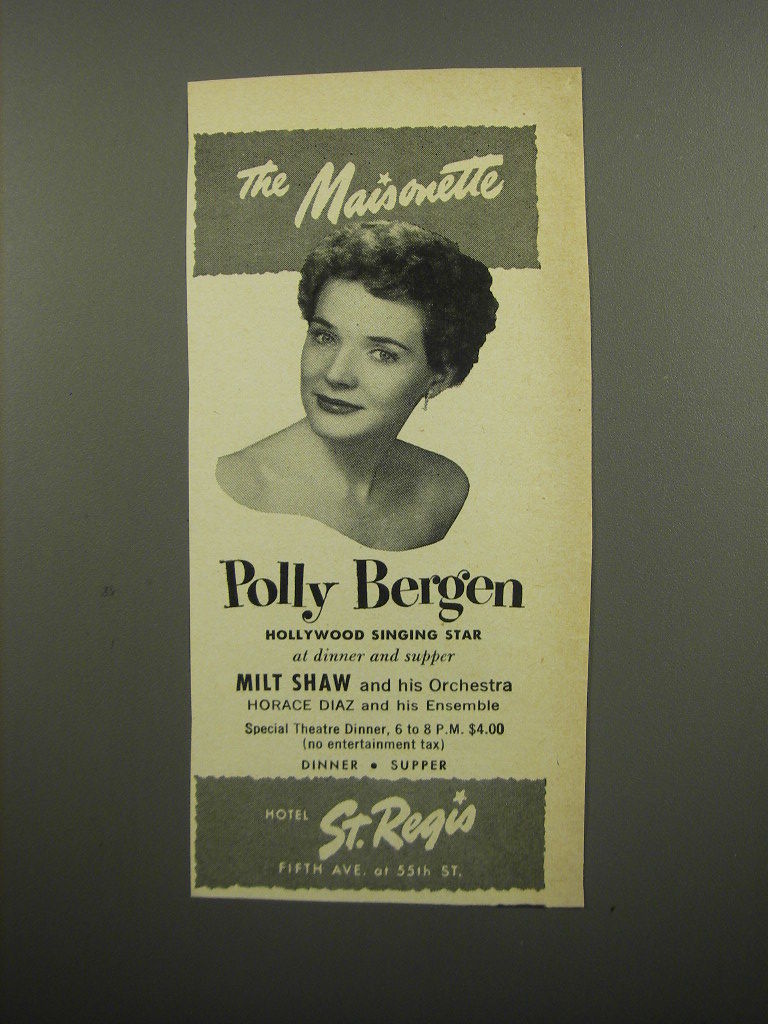 The Maisonette
Polly Bergen
HOLLYWOOD SINGING STAR
at dinner and supper
MILT SHAW and his Orchestra
HORACE DIAZ and his Ensemble
Special Theatre Dinner, 6 to 8 P.M. $4.00
(no entertainment tax)
DINNER • SUPPER
HOTEL St. Regis
FIFTH AVE. at 55th ST.